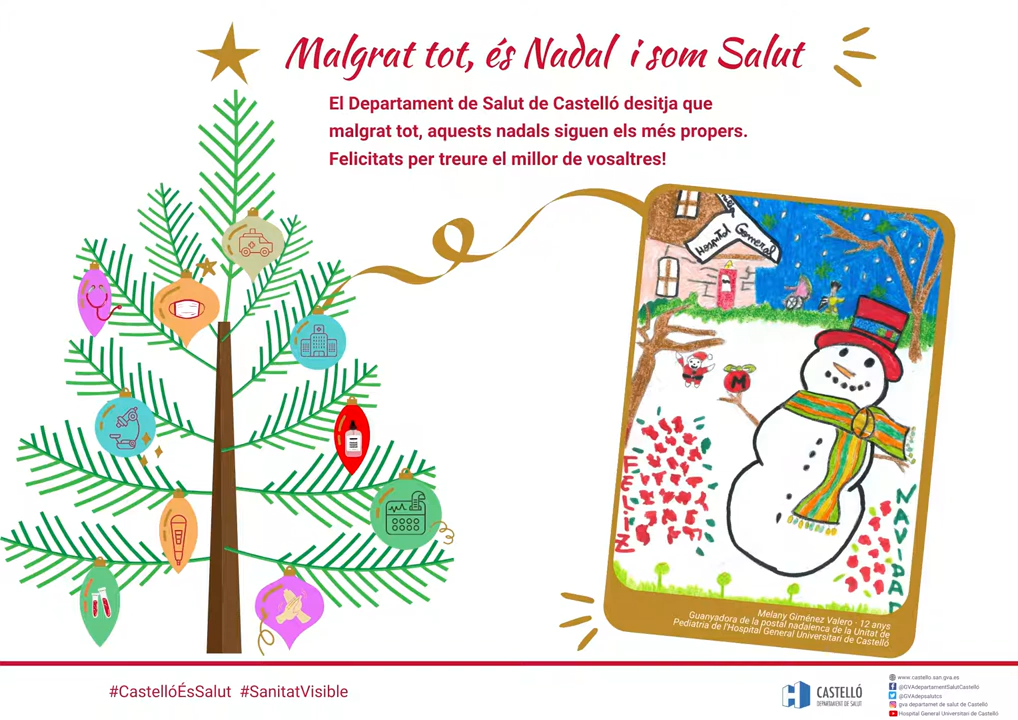 Malgrat tot, és Nadal i som Salut
El Departament de Salut de Castelló desitja que
malgrat tot, aquests nadals siguen els més propers.
Felicitats per treure el millor de vosaltres!
Hospital General
M
FELIZ
NAVIDAD
Melany Giménez Valero · 12 anys
Guanyadora de la postal nadalenca de la Unitat de
Pediatria de l'Hospital General Universitari de Castelló
#CastellóÉsSalut #SanitatVisible
CASTELLÓ
DEPARTAMENT DE SALUT
www.castello.san.gva.es
@GVAdepartamentSalutCastelló
@GVAdepsalutcs
gva departamet de salut de Castelló
Hospital General Universitari de Castelló